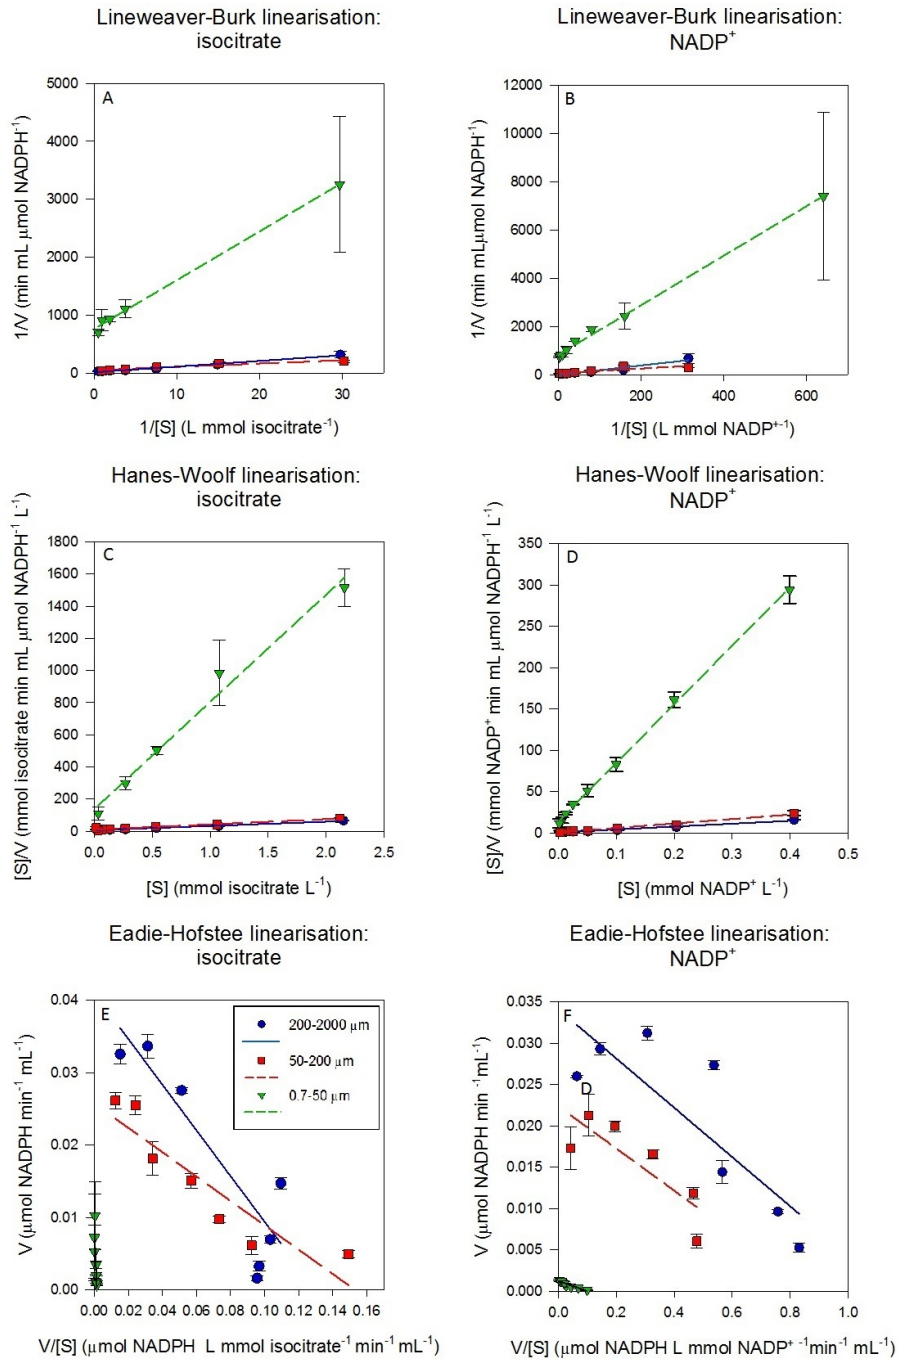 Lineweaver-Burk linearisation:
isocitrate
Lineweaver-Burk linearisation:
NADP⁺
A
5000
4000
3000
2000
1000
0
1/V (min mL µmol NADPH⁻¹)
0 10 20 30
1/[S] (L mmol isocitrate⁻¹)
B
12000
10000
8000
6000
4000
2000
0
1/V (min mLµmol NADPH⁻¹)
0 200 400 600
1/[S] (L mmol NADP⁺⁻¹)
Hanes-Woolf linearisation:
isocitrate
Hanes-Woolf linearisation:
NADP⁺
C
1800
1600
1400
1200
1000
800
600
400
200
0
[S]/V (mmol isocitrate min mL µmol NADPH⁻¹ L⁻¹)
0.0 0.5 1.0 1.5 2.0 2.5
[S] (mmol isocitrate L⁻¹)
D
350
300
250
200
150
100
50
0
[S]/V (mmol NADP⁺ min mL µmol NADPH⁻¹ L⁻¹)
0.0 0.1 0.2 0.3 0.4 0.5
[S] (mmol NADP⁺ L⁻¹)
Eadie-Hofstee linearisation:
isocitrate
Eadie-Hofstee linearisation:
NADP⁺
E
0.04
0.03
0.02
0.01
0.00
V (µmol NADPH min⁻¹ mL⁻¹)
200-2000 µm
50-200 µm
0.7-50 µm
0.00 0.02 0.04 0.06 0.08 0.10 0.12 0.14 0.16
V/[S] (µmol NADPH L mmol isocitrate⁻¹ min⁻¹ mL⁻¹)
F
D
0.035
0.030
0.025
0.020
0.015
0.010
0.005
0.000
V (µmol NADPH min ⁻¹mL⁻¹)
0.0 0.2 0.4 0.6 0.8 1.0
V/[S] (µmol NADPH L mmol NADP⁺ ⁻¹min⁻¹ mL⁻¹)